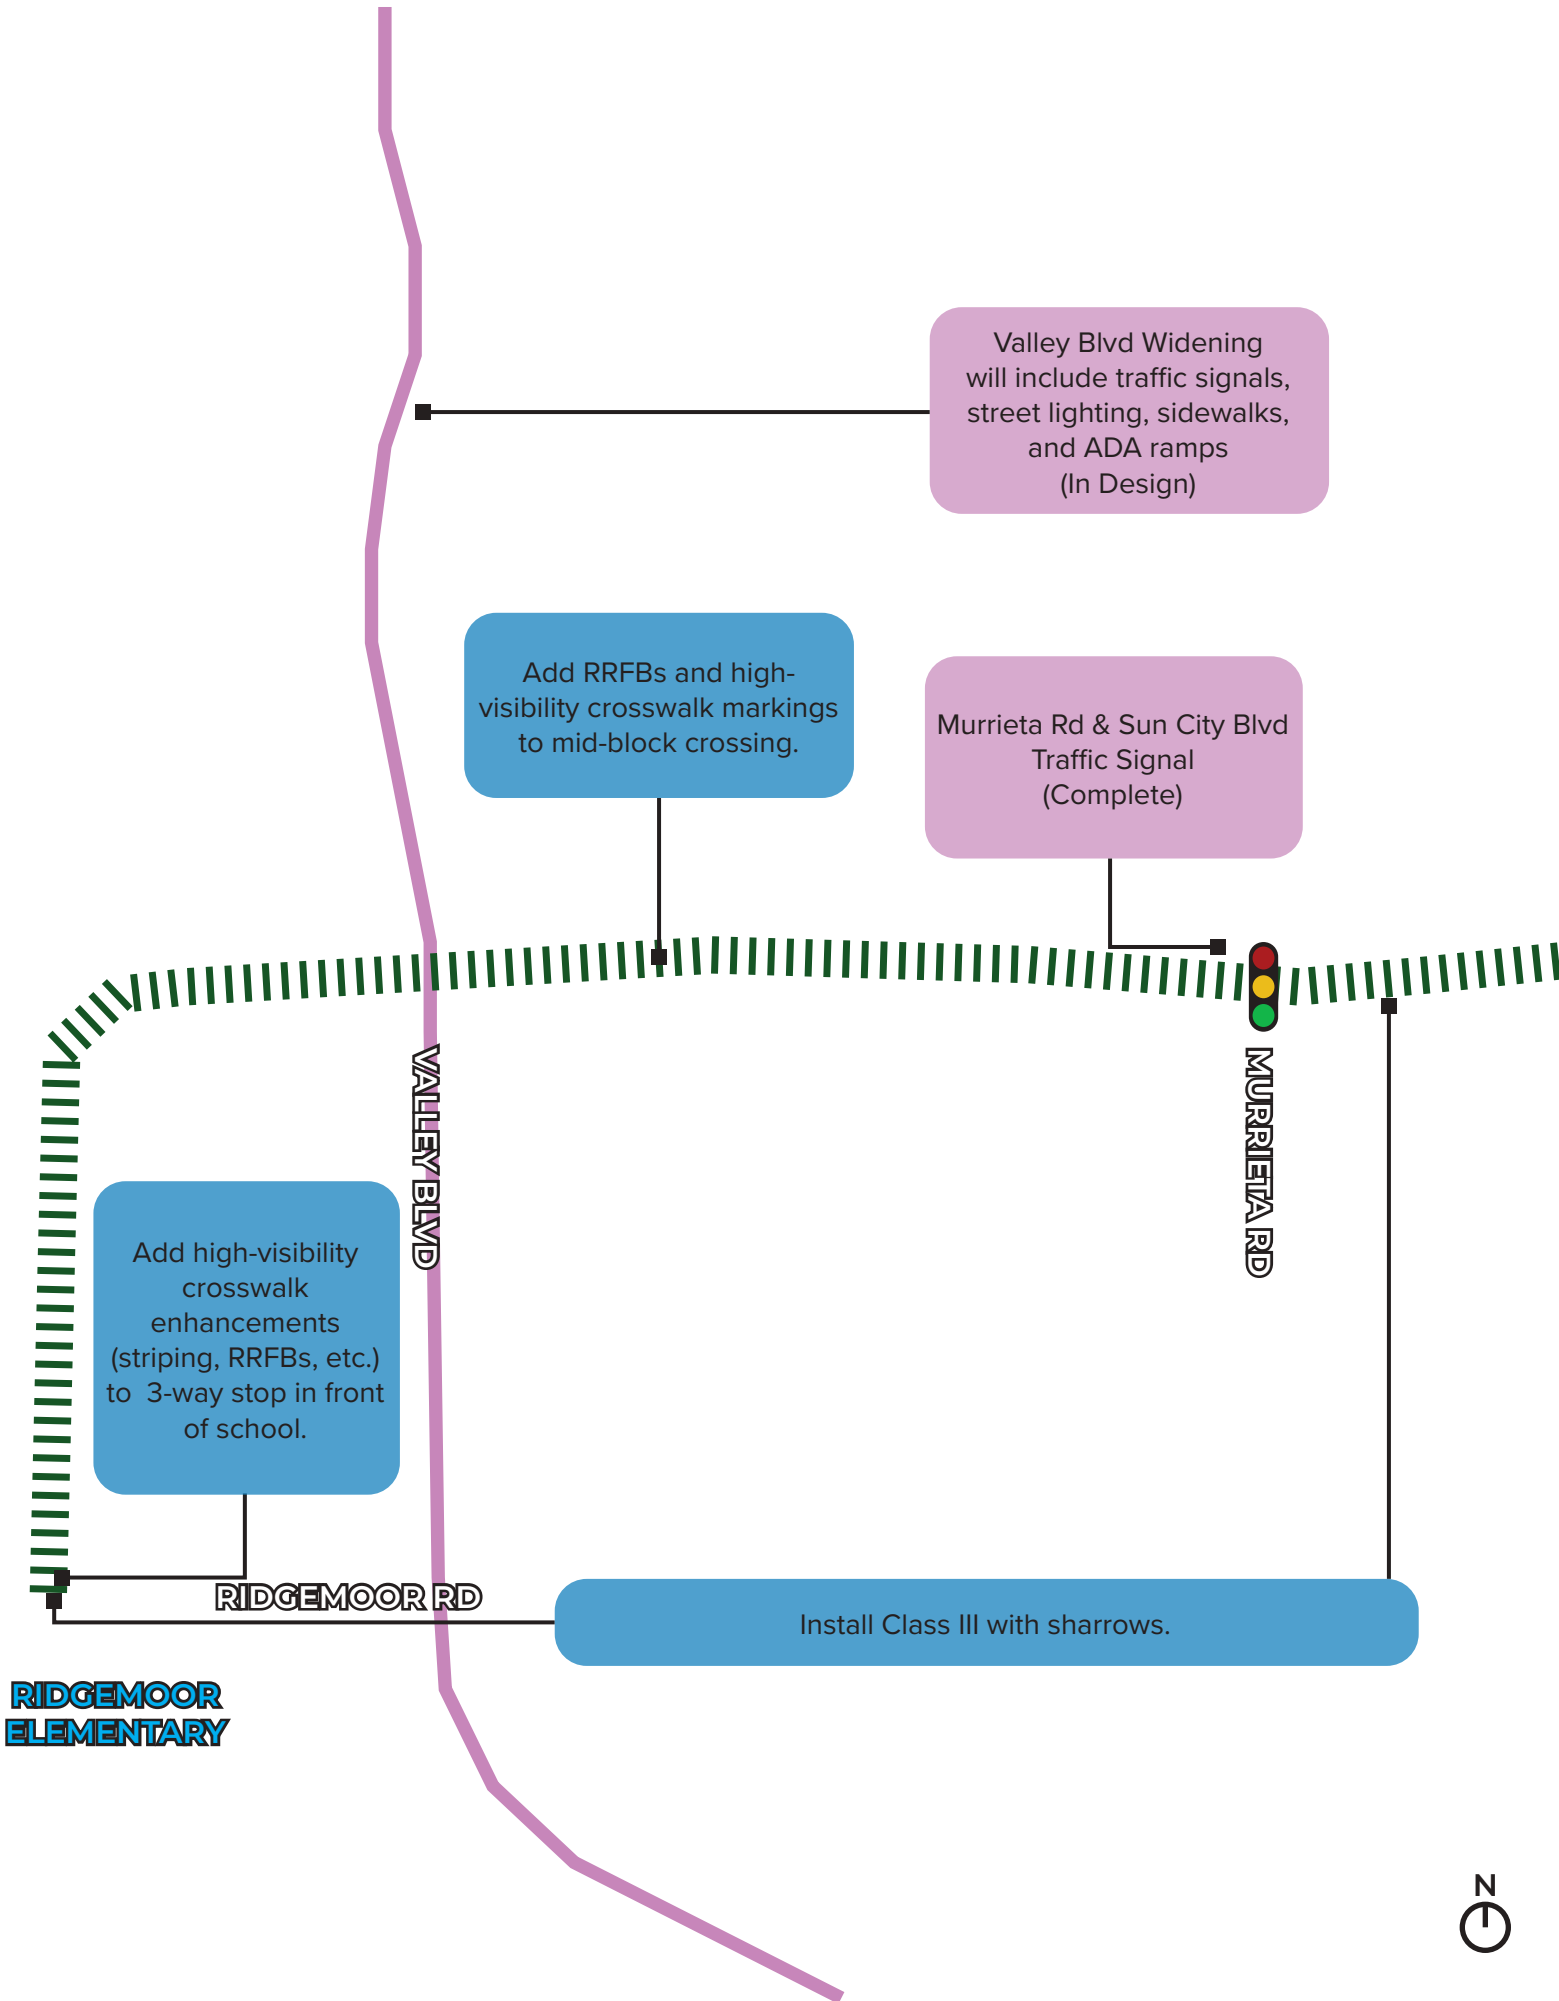 Valley Blvd Widening
will include traffic signals,
street lighting, sidewalks,
and ADA ramps
(In Design)
Add RRFBs and high-
visibility crosswalk markings
to mid-block crossing.
Murrieta Rd & Sun City Blvd
Traffic Signal
(Complete)
VALLEY BLVD
MURRIETA RD
Add high-visibility
crosswalk
enhancements
(striping, RRFBs, etc.)
to 3-way stop in front
of school.
RIDGEMOOR RD
Install Class III with sharrows.
RIDGEMOOR
ELEMENTARY
N